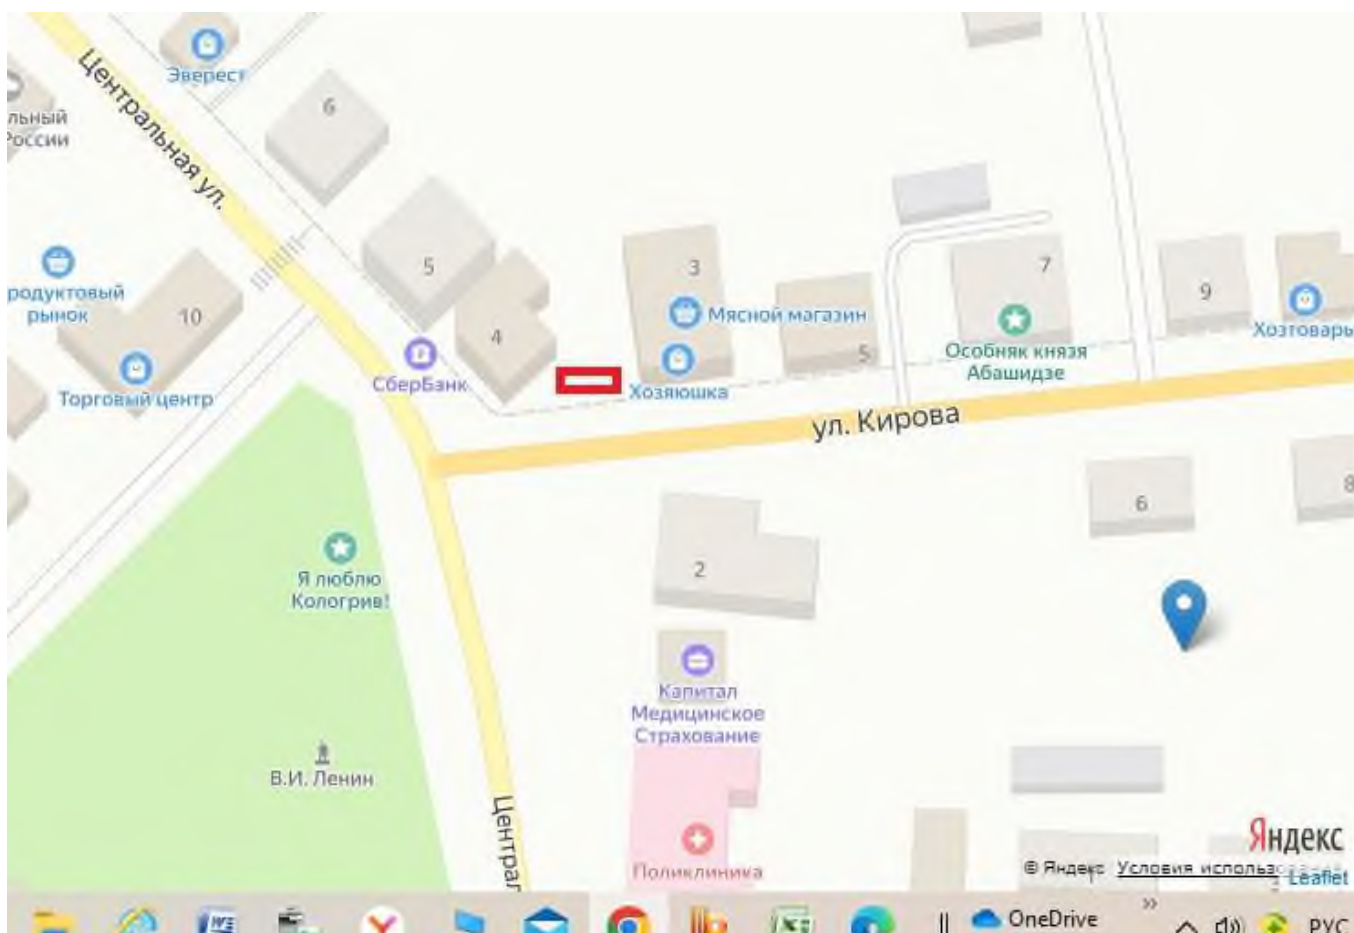 Эверест
6
Центральная ул.
льный
России
5
3
7
9
родуктовый
рынок
10
Мясной магазин
Хозтовары
4
5
Особняк князя
Абашидзе
СберБанк
Торговый центр
Хозяюшка
ул. Кирова
6
8
2
Я люблю
Кологрив!
Капитал
Медицинское
Страхование
В.И. Ленин
Централ
Поликлиника
Яндекс
© Яндекс Условия использования
Leaflet
OneDrive
РУС